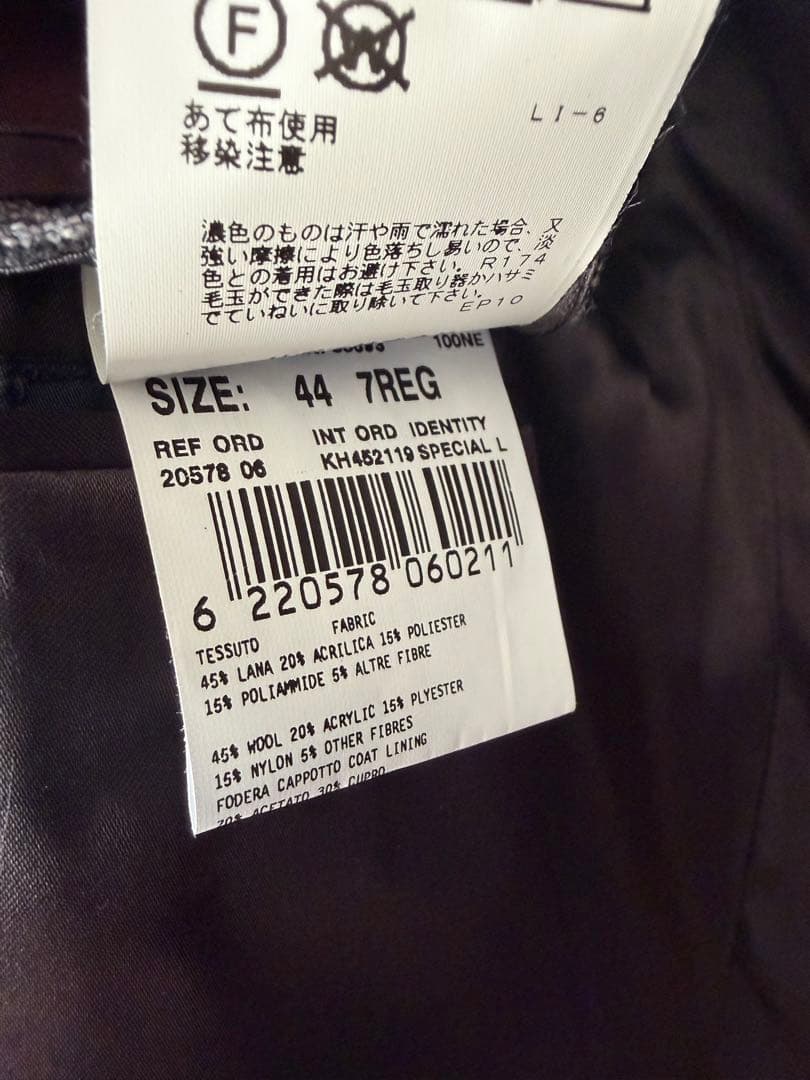 F
あて布使用
移染注意
LI-6
濃色のものは汗や雨で濡れた場合、又
強い摩擦により色落ちし易いので、淡
色との着用はお避け下さい。R174
毛玉ができた際は毛玉取り器かハサミ
でていねいに取り除いて下さい。
EP10
100NE
SIZE: 44 7REG
REF ORD INT ORD IDENTITY
20578 06 KH452119 SPECIAL L
6 220578 060211
TESSUTO FABRIC
45% LANA 20% ACRILICA 15% POLIESTER
15% POLIAMMIDE 5% ALTRE FIBRE
45% WOOL 20% ACRYLIC 15% PLYESTER
15% NYLON 5% OTHER FIBRES
FODERA CAPPOTTO COAT LINING
70% ACETATO 30% CUPRO